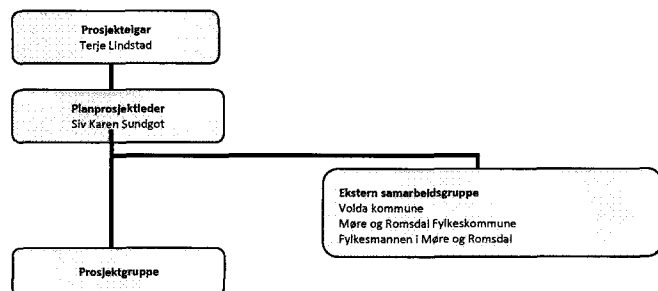 Prosjekteigar
Terje Lindstad
Planprosjektleder
Siv Karen Sundgot
Ekstern samarbeidsgruppe
Volda kommune
Møre og Romsdal Fylkeskommune
Fylkesmannen i Møre og Romsdal
Prosjektgruppe